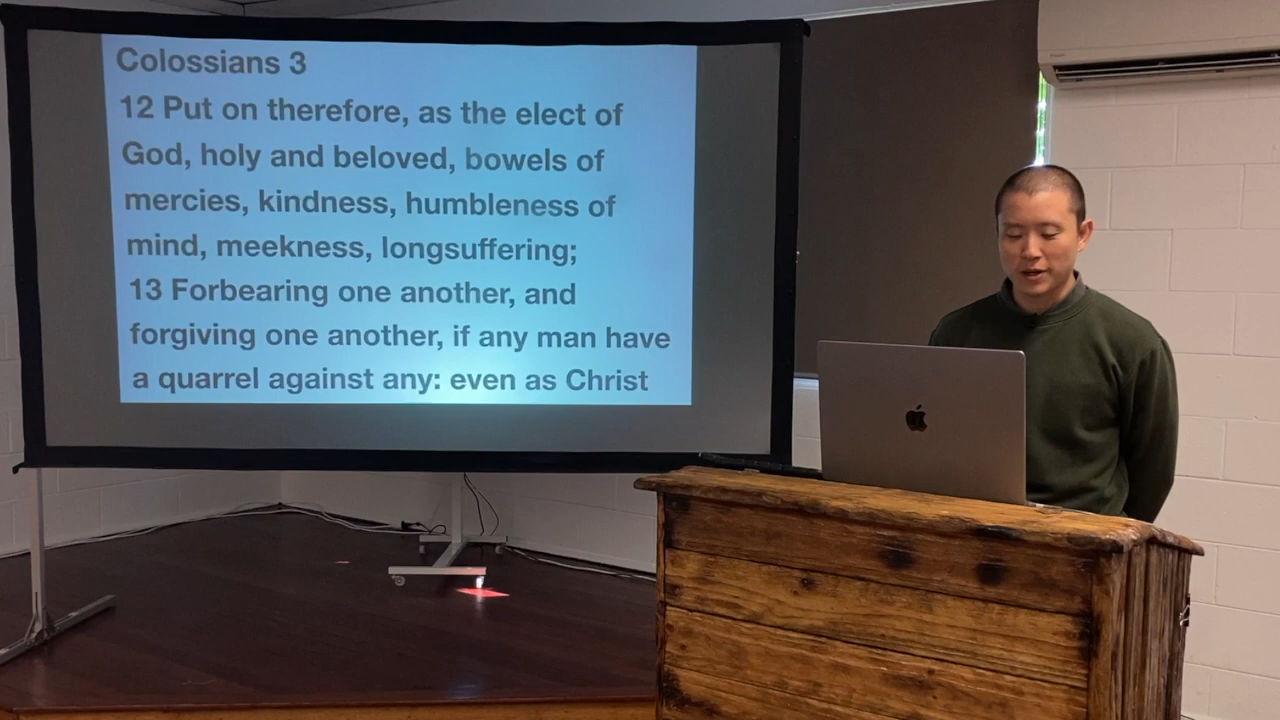 Colossians 3
12 Put on therefore, as the elect of
God, holy and beloved, bowels of
mercies, kindness, humbleness of
mind, meekness, longsuffering;
13 Forbearing one another, and
forgiving one another, if any man have
a quarrel against any: even as Christ